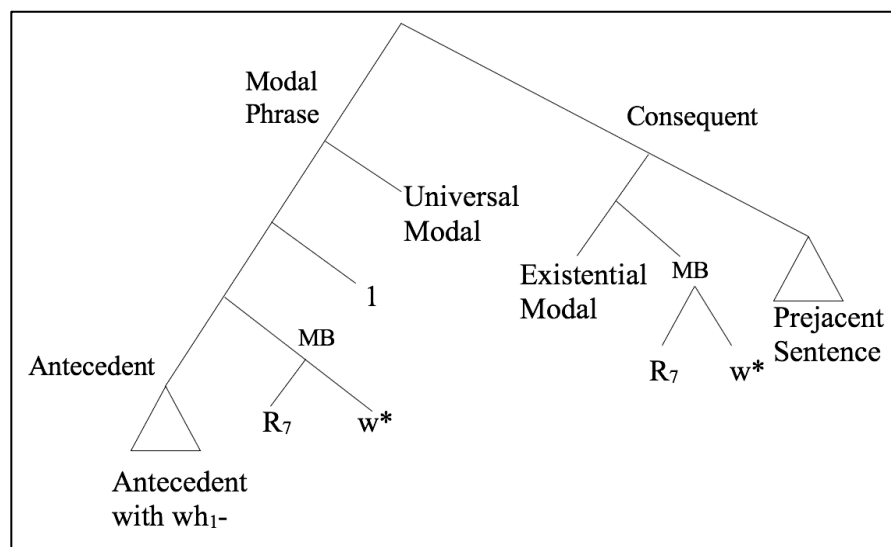 Modal
Phrase
Consequent
Universal
Modal
Existential
Modal
MB
1
Prejacent
Sentence
MB
Antecedent
R₇
w*
R₇
w*
Antecedent
with wh₁-